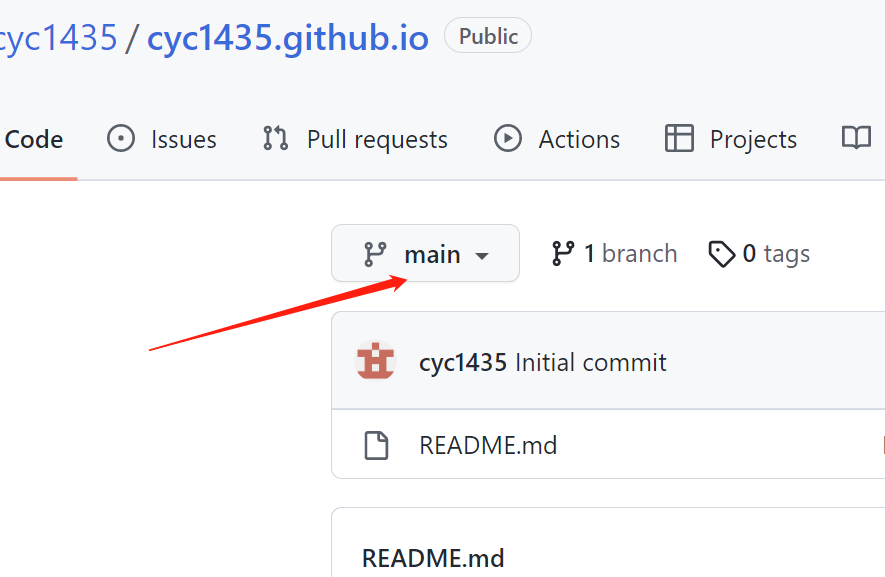 cyc1435 / cyc1435.github.io Public
Code Issues Pull requests Actions Projects
main 1 branch 0 tags
cyc1435 Initial commit
README.md
README.md